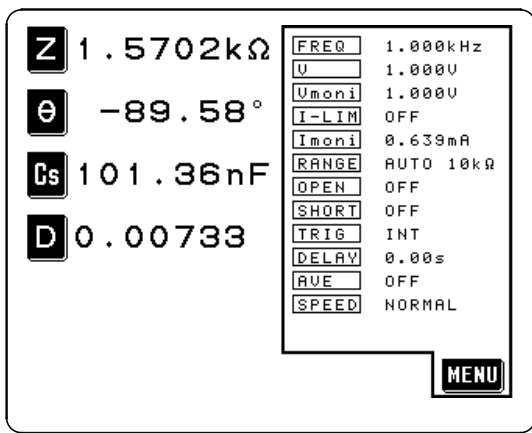 Z 1.5702kΩ
θ -89.58°
Cs 101.36nF
D 0.00733
FREQ 1.000kHz
V 1.000V
Vmoni 1.000V
I-LIM OFF
Imoni 0.639mA
RANGE AUTO 10kΩ
OPEN OFF
SHORT OFF
TRIG INT
DELAY 0.00s
AVE OFF
SPEED NORMAL
MENU